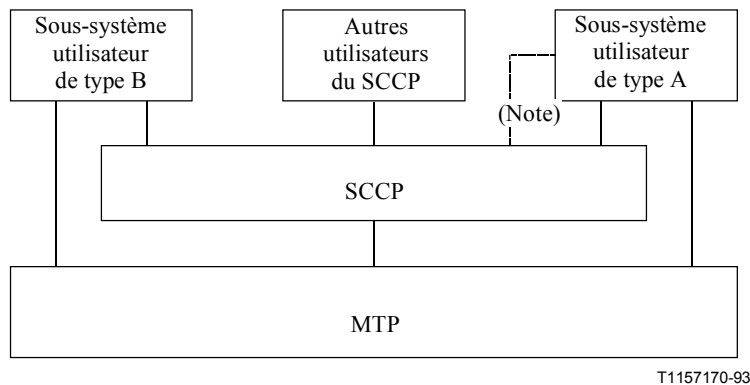 Sous-système
utilisateur
de type B
Autres
utilisateurs
du SCCP
Sous-système
utilisateur
de type A
(Note)
SCCP
MTP
T1157170-93